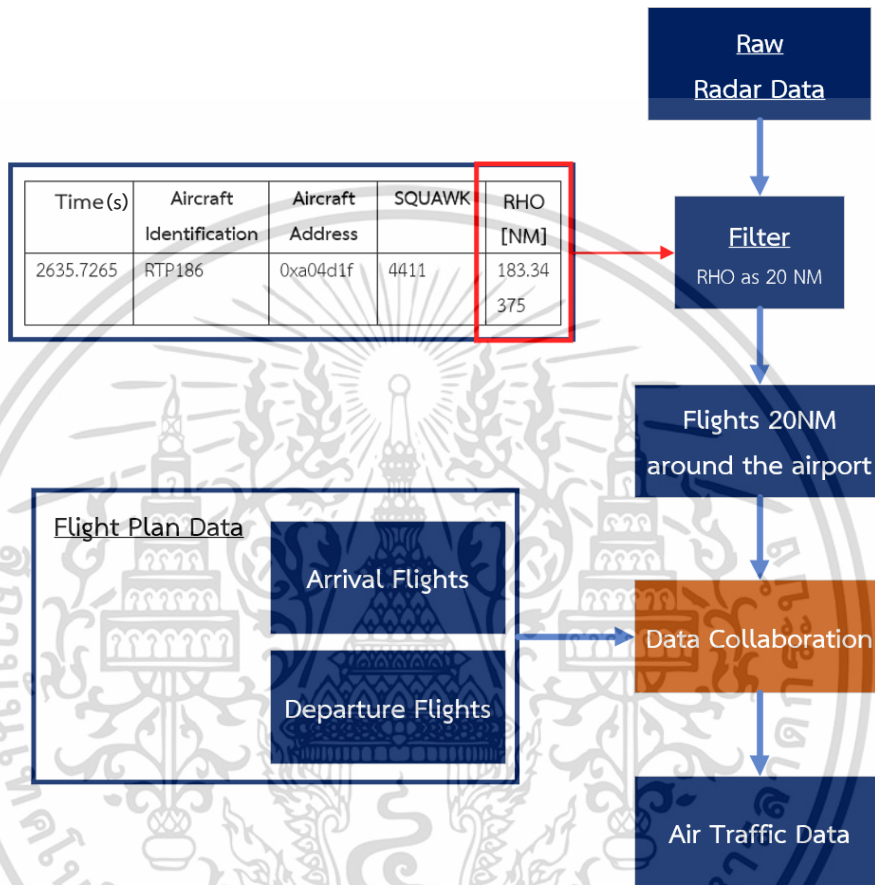 Raw
Radar Data
Time(s) Aircraft Identification Aircraft Address SQUAWK RHO [NM]
2635.7265 RTP186 0xa04d1f 4411 183.34375
Filter
RHO as 20 NM
Flights 20NM
around the airport
Flight Plan Data
Arrival Flights
Departure Flights
Data Collaboration
Air Traffic Data